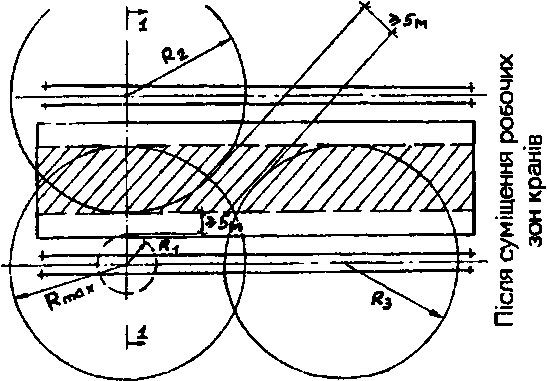 1
R2
≥5м
≥5м
R1
Rmax
R3
1
Після суміщення робочих
зон кранів